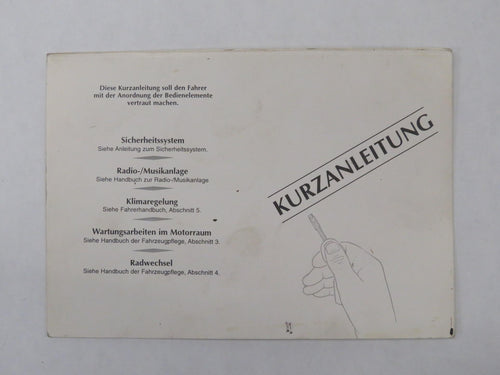 Diese Kurzanleitung soll den Fahrer
mit der Anordnung der Bedienelemente
vertraut machen.
Sicherheitssystem
Siehe Anleitung zum Sicherheitssystem.
Radio-/Musikanlage
Siehe Handbuch zur Radio-/Musikanlage
Klimaregelung
Siehe Fahrerhandbuch, Abschnitt 5.
Wartungsarbeiten im Motorraum
Siehe Handbuch der Fahrzeugpflege, Abschnitt 3.
Radwechsel
Siehe Handbuch der Fahrzeugpflege, Abschnitt 4.
KURZANLEITUNG